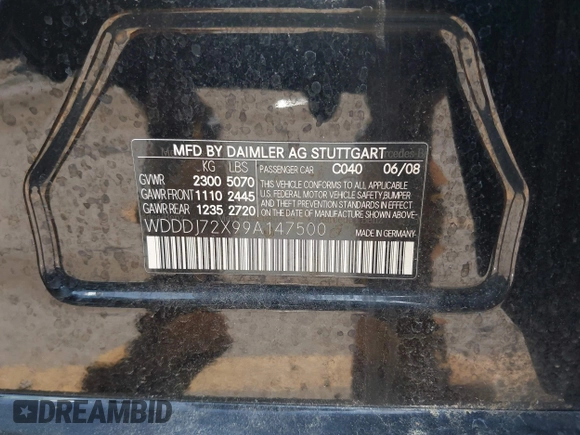 MFD BY DAIMLER AG STUTTGART
KG LBS PASSENGER CAR C040 06/08
GVWR 2300 5070 THIS VEHICLE CONFORMS TO ALL APPLICABLE
GAWR FRONT 1110 2445 U.S. FEDERAL MOTOR VEHICLE SAFETY,BUMPER
GAWR REAR 1235 2720 AND THEFT PREVENTION STANDARDS IN EFFECT
ON THE DATE OF MANUFACTURE SHOWN ABOVE.
WDDDJ72X99A147500 MADE IN GERMANY
DREAMBID